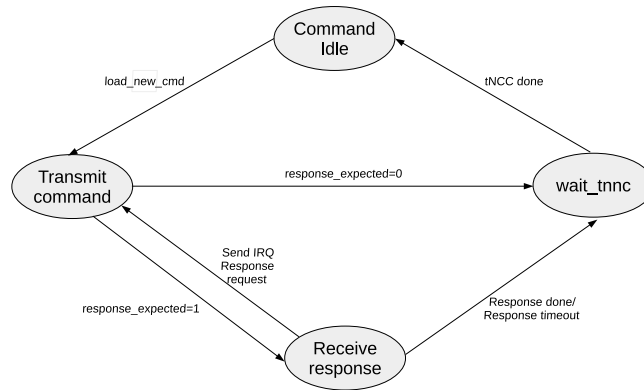 Command
Idle
load_new_cmd
tNCC done
Transmit
command
response_expected=0
wait_tnnc
Send IRQ
Response
request
response_expected=1
Response done/
Response timeout
Receive
response